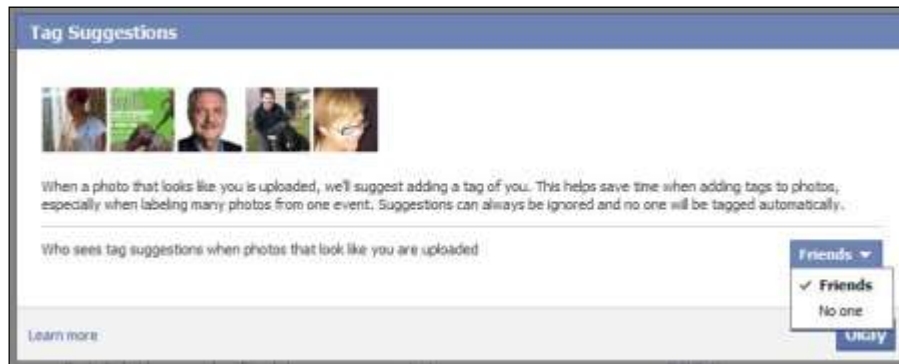 Tag Suggestions
When a photo that looks like you is uploaded, we'll suggest adding a tag of you. This helps save time when adding tags to photos,
especially when labeling many photos from one event. Suggestions can always be ignored and no one will be tagged automatically.
Who sees tag suggestions when photos that look like you are uploaded
Friends
✓ Friends
No one
Learn more
Okay